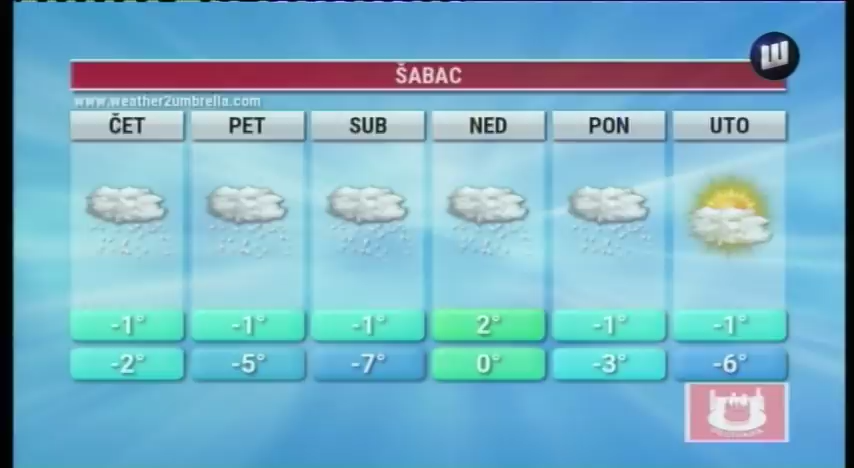 ŠABAC
www.weather2umbrella.com
ČET PET SUB NED PON UTO
-1° -1° -1° 2° -1° -1°
-2° -5° -7° 0° -3° -6°